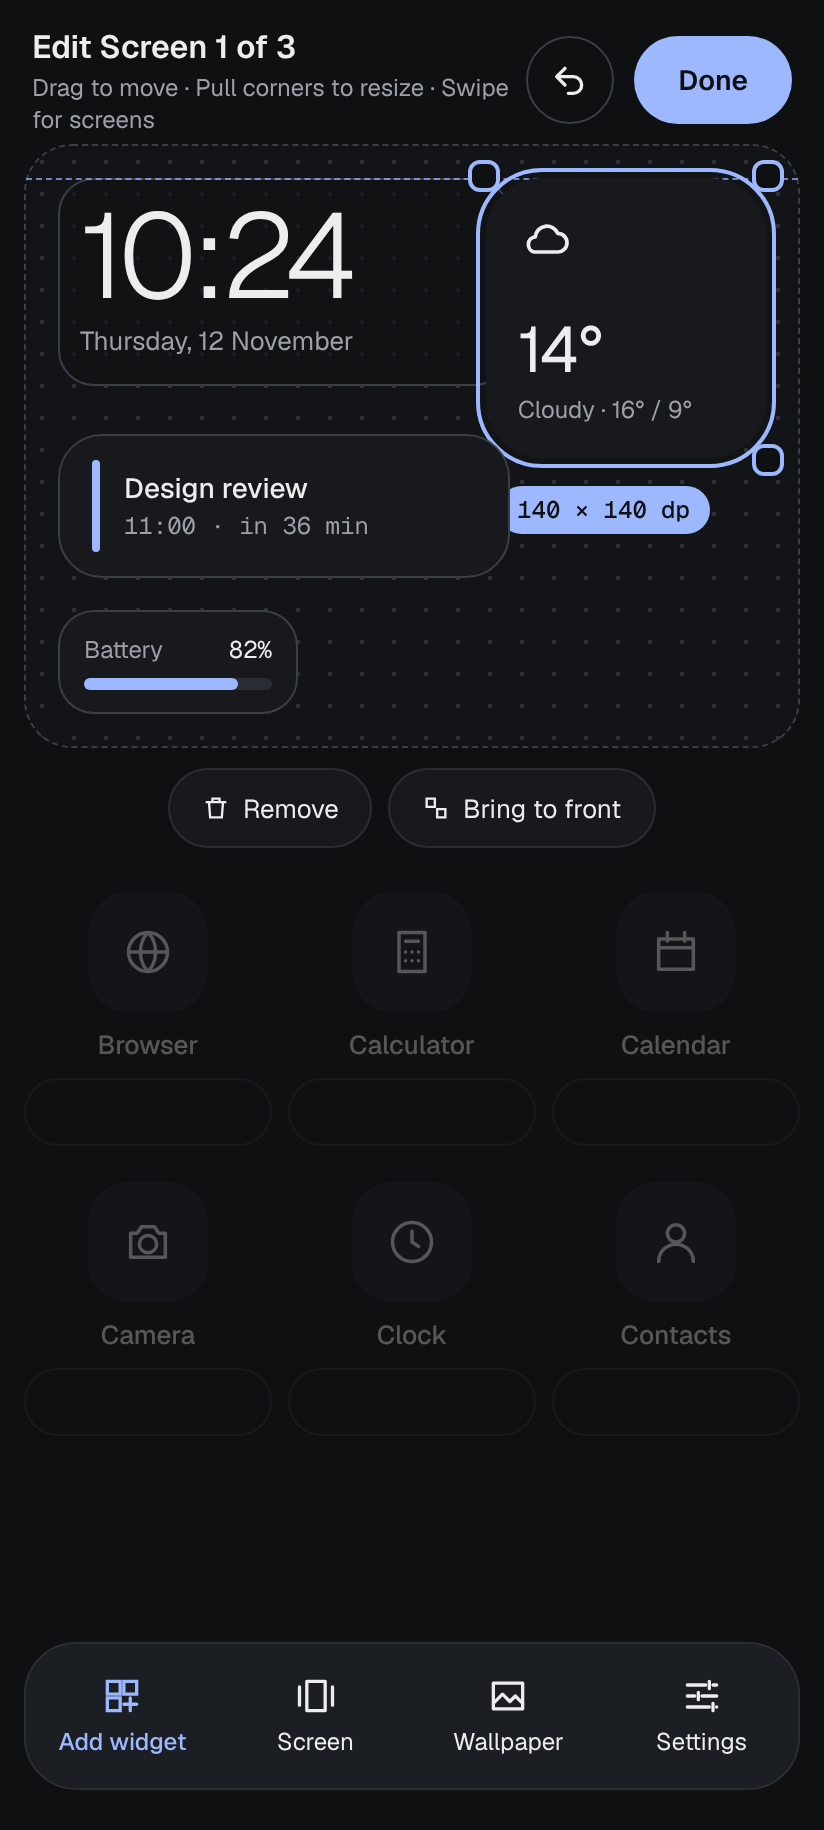 Edit Screen 1 of 3
Drag to move · Pull corners to resize · Swipe
for screens
Done
10:24
Thursday, 12 November
14°
Cloudy · 16° / 9°
Design review
11:00 · in 36 min
140 × 140 dp
Battery 82%
Remove
Bring to front
Browser
Calculator
Calendar
Camera
Clock
Contacts
Add widget
Screen
Wallpaper
Settings